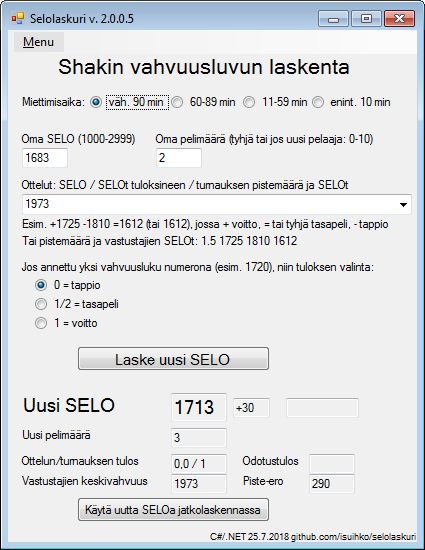 Selolaskuri v. 2.0.0.5
Menu
Shakin vahvuusluvun laskenta
Miettimisaika: väh. 90 min 60-89 min 11-59 min enint. 10 min
Oma SELO (1000-2999) Oma pelimäärä (tyhjä tai jos uusi pelaaja: 0-10)
1683 2
Ottelut: SELO / SELOt tuloksineen / turnauksen pistemäärä ja SELOt
1973
Esim. +1725 -1810 =1612 (tai 1612), jossa + voitto, = tai tyhjä tasapeli, - tappio
Tai pistemäärä ja vastustajien SELOt: 1.5 1725 1810 1612
Jos annettu yksi vahvuusluku numerona (esim. 1720), niin tuloksen valinta:
0 = tappio
1/2 = tasapeli
1 = voitto
Laske uusi SELO
Uusi SELO 1713 +30
Uusi pelimäärä 3
Ottelun/turnauksen tulos 0,0 / 1 Odotustulos
Vastustajien keskivahvuus 1973 Piste-ero 290
Käytä uutta SELOa jatkolaskennassa
C#/.NET 25.7.2018 github.com/isuihko/selolaskuri